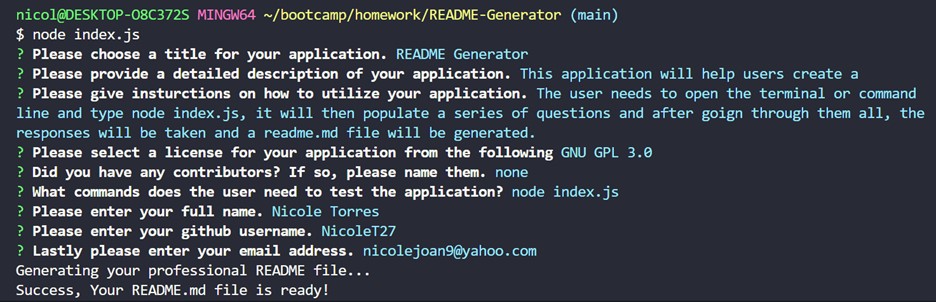 nicol@DESKTOP-O8C372S MINGW64 ~/bootcamp/homework/README-Generator (main)
$ node index.js
? Please choose a title for your application. README Generator
? Please provide a detailed description of your application. This application will help users create a
? Please give insturctions on how to utilize your application. The user needs to open the terminal or command
line and type node index.js, it will then populate a series of questions and after goign through them all, the
responses will be taken and a readme.md file will be generated.
? Please select a license for your application from the following GNU GPL 3.0
? Did you have any contributors? If so, please name them. none
? What commands does the user need to test the application? node index.js
? Please enter your full name. Nicole Torres
? Please enter your github username. NicoleT27
? Lastly please enter your email address. nicolejoan9@yahoo.com
Generating your professional README file...
Success, Your README.md file is ready!